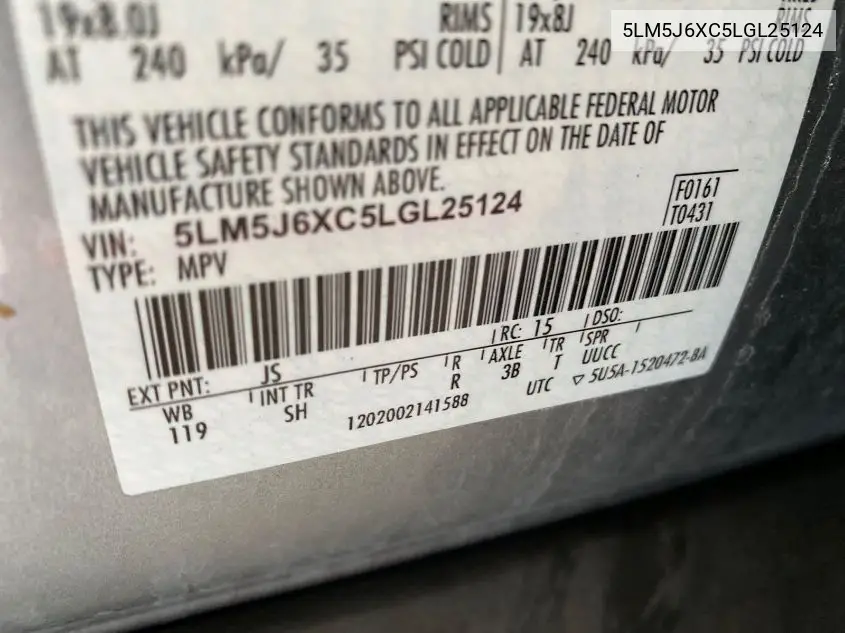 5LM5J6XC5LGL25124
19x8.0J RIMS 19x8J RIMS
AT 240 kPa/ 35 PSI COLD AT 240 kPa/ 35 PSI COLD
THIS VEHICLE CONFORMS TO ALL APPLICABLE FEDERAL MOTOR
VEHICLE SAFETY STANDARDS IN EFFECT ON THE DATE OF
MANUFACTURE SHOWN ABOVE.
VIN: 5LM5J6XC5LGL25124
F0161
TYPE: MPV
T0431
EXT PNT: JS RC: 15 DSO:
WB INT TR TP/PS R AXLE TR SPR
119 SH R 3B T UUCC
1202002141588 UTC ▽ 5U5A-1520472-BA